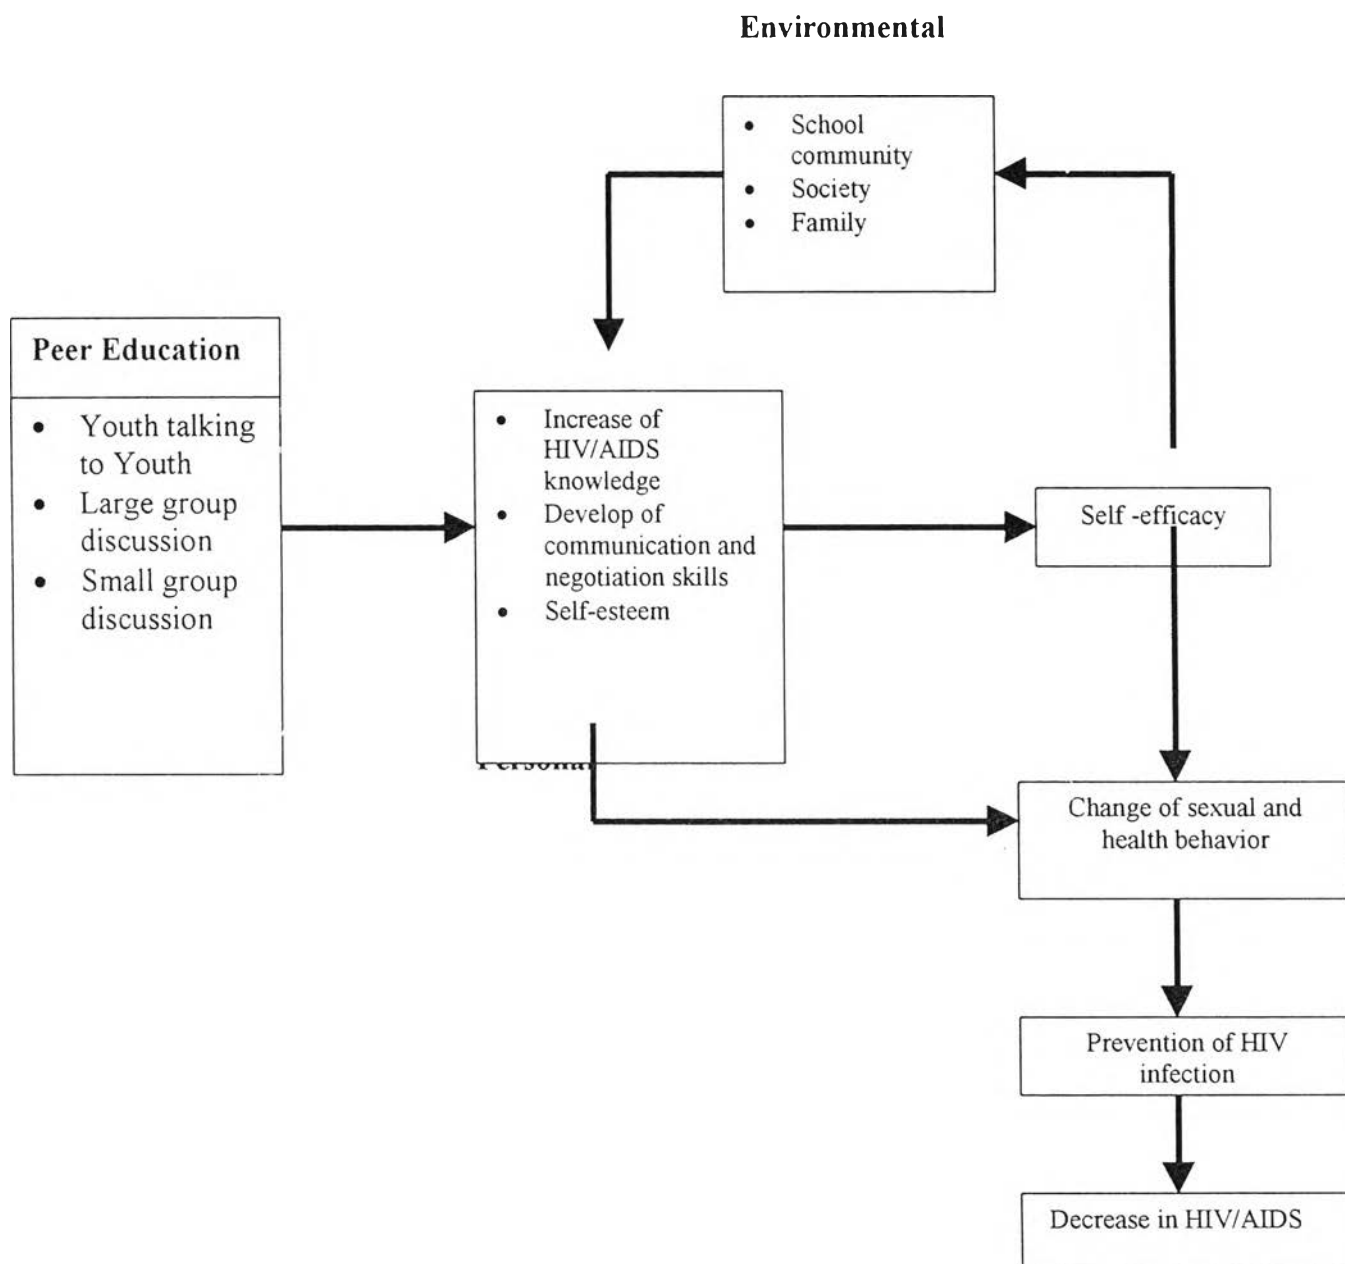 Environmental
• School
community
• Society
• Family
Peer Education
• Youth talking
to Youth
• Large group
discussion
• Small group
discussion
• Increase of
HIV/AIDS
knowledge
• Develop of
communication and
negotiation skills
• Self-esteem
Personal
Self -efficacy
Change of sexual and
health behavior
Prevention of HIV
infection
Decrease in HIV/AIDS